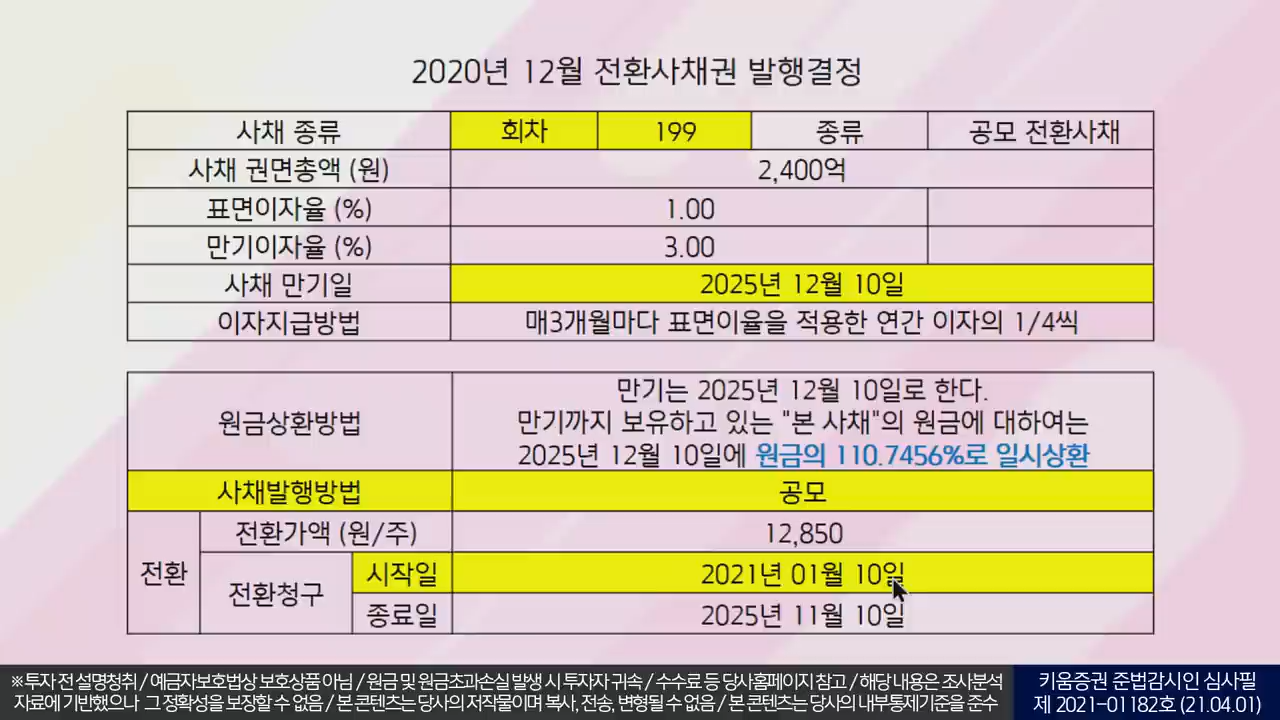 2020년 12월 전환사채권 발행결정
사채 종류 회차 199 종류 공모 전환사채
사채 권면총액 (원) 2,400억
표면이자율 (%) 1.00
만기이자율 (%) 3.00
사채 만기일 2025년 12월 10일
이자지급방법 매3개월마다 표면이율을 적용한 연간 이자의 1/4씩
만기는 2025년 12월 10일로 한다.
원금상환방법 만기까지 보유하고 있는 "본 사채"의 원금에 대하여는
2025년 12월 10일에 원금의 110.7456%로 일시상환
사채발행방법 공모
전환 전환가액 (원/주) 12,850
전환청구 시작일 2021년 01월 10일
종료일 2025년 11월 10일
※투자 전 설명청취 / 예금자보호법상 보호상품 아님 / 원금 및 원금초과손실 발생 시 투자자 귀속 / 수수료 등 당사홈페이지 참고 / 해당 내용은 조사분석
자료에 기반했으나 그 정확성을 보장할 수 없음 / 본 콘텐츠는 당사의 저작물이며 복사, 전송, 변형될 수 없음 / 본 콘텐츠는 당사의 내부통제기준을 준수
키움증권 준법감시인 심사필
제 2021-01182호 (21.04.01)